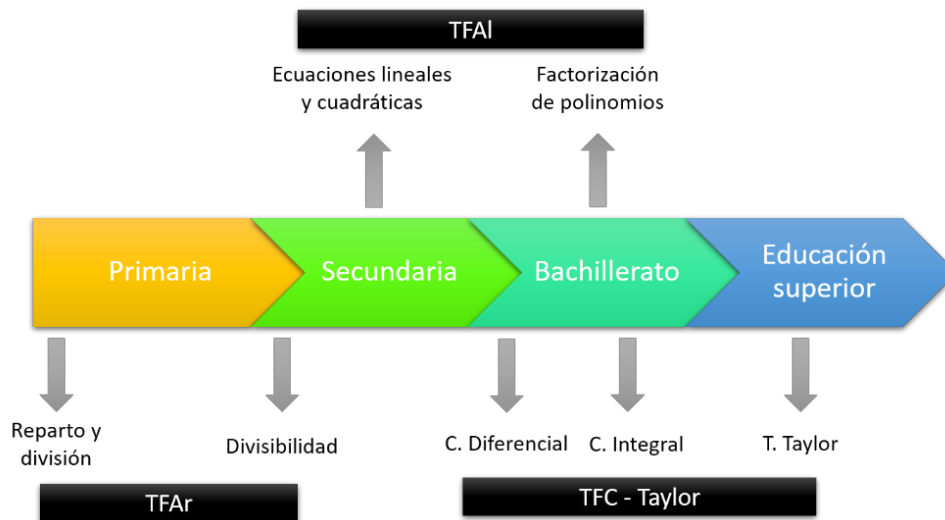 TFAl
Ecuaciones lineales
y cuadráticas
Factorización
de polinomios
Primaria
Secundaria
Bachillerato
Educación
superior
Reparto y
división
Divisibilidad
C. Diferencial
C. Integral
T. Taylor
TFAr
TFC - Taylor